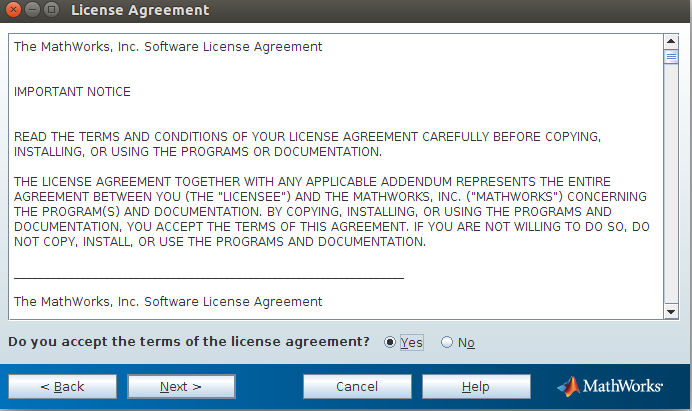 License Agreement
The MathWorks, Inc. Software License Agreement
IMPORTANT NOTICE
READ THE TERMS AND CONDITIONS OF YOUR LICENSE AGREEMENT CAREFULLY BEFORE COPYING,
INSTALLING, OR USING THE PROGRAMS OR DOCUMENTATION.
THE LICENSE AGREEMENT TOGETHER WITH ANY APPLICABLE ADDENDUM REPRESENTS THE ENTIRE
AGREEMENT BETWEEN YOU (THE "LICENSEE") AND THE MATHWORKS, INC. ("MATHWORKS") CONCERNING
THE PROGRAM(S) AND DOCUMENTATION. BY COPYING, INSTALLING, OR USING THE PROGRAMS AND
DOCUMENTATION, YOU ACCEPT THE TERMS OF THIS AGREEMENT. IF YOU ARE NOT WILLING TO DO SO, DO
NOT COPY, INSTALL, OR USE THE PROGRAMS AND DOCUMENTATION.
The MathWorks, Inc. Software License Agreement
Do you accept the terms of the license agreement? Yes No
< Back Next > Cancel Help MathWorks®